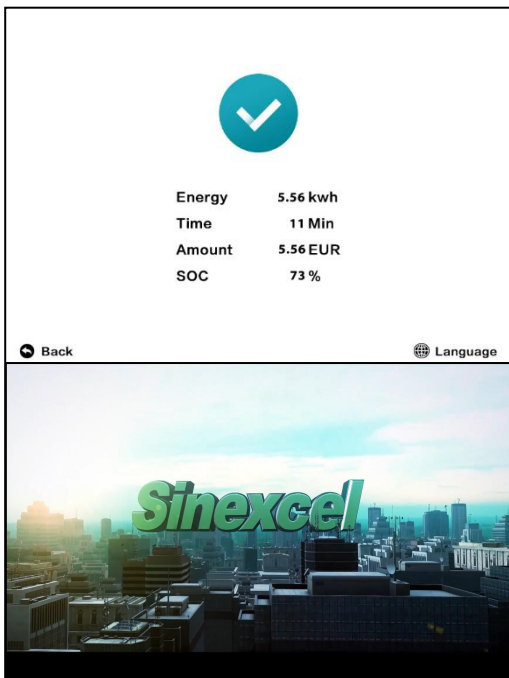 Energy 5.56 kwh
Time 11 Min
Amount 5.56 EUR
SOC 73 %
Back Language
Sinexcel